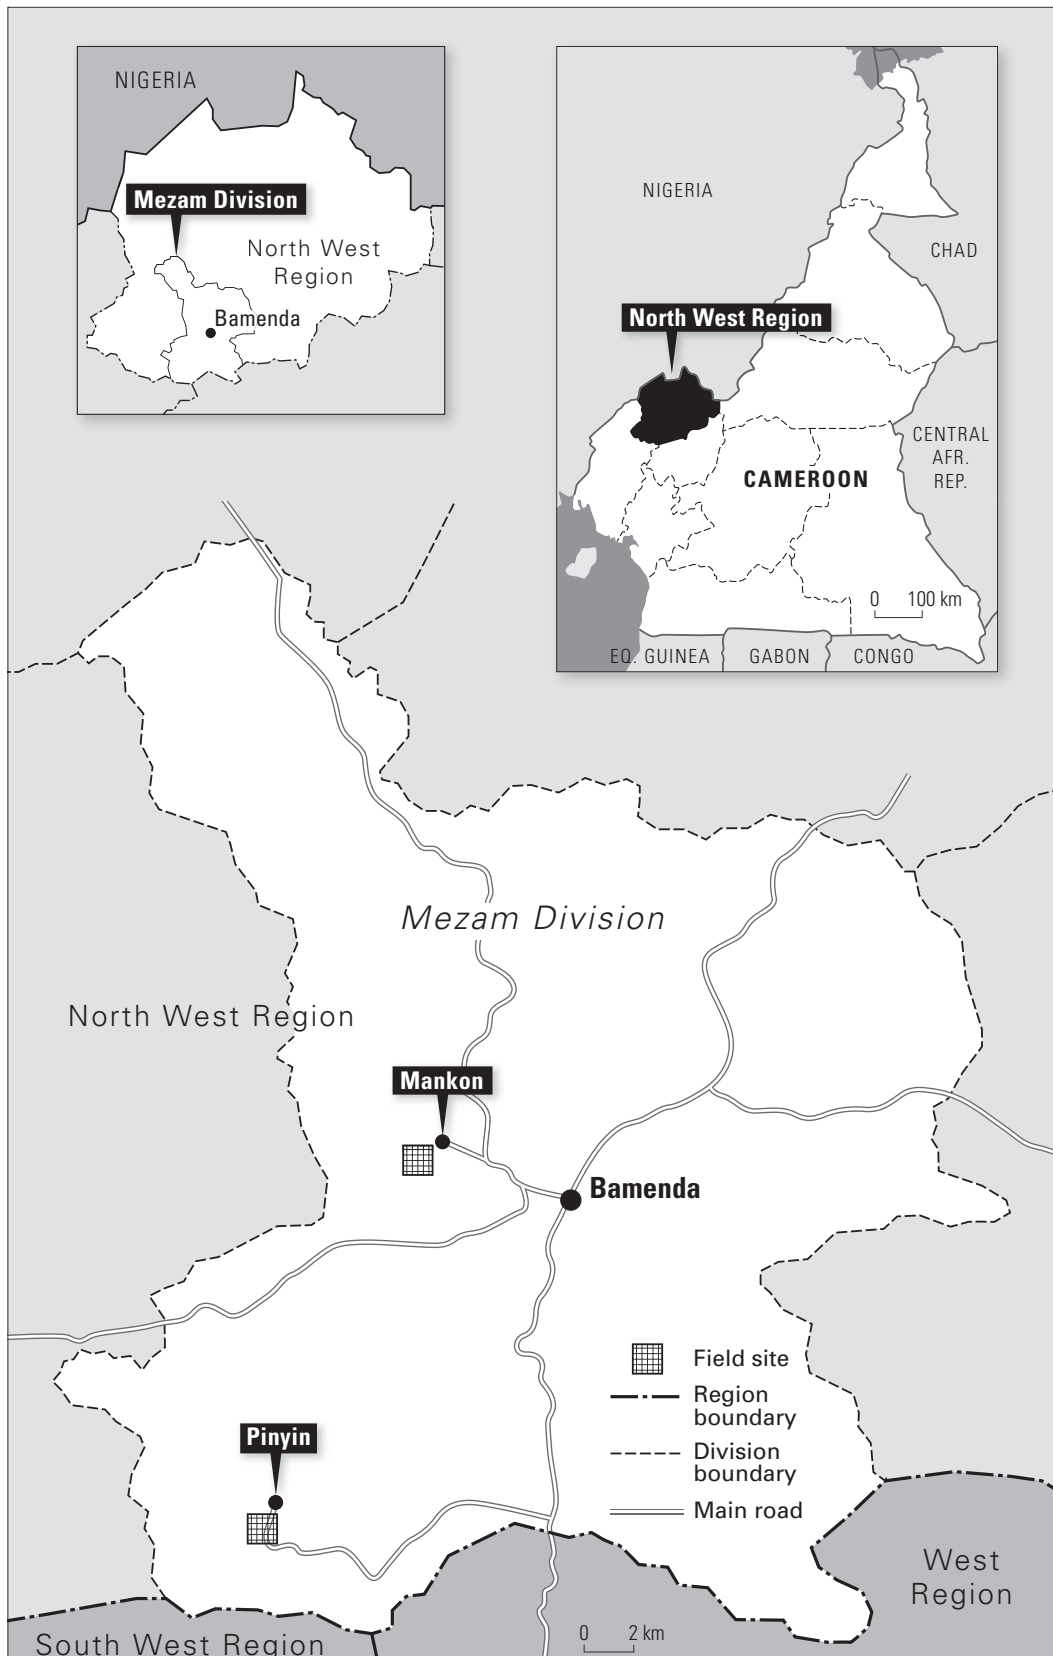 NIGERIA
Mezam Division
North West
Region
Bamenda
NIGERIA
CHAD
North West Region
CENTRAL
AFR.
REP.
CAMEROON
0 100 km
EQ. GUINEA
GABON
CONGO
Mezam Division
North West Region
Mankon
Bamenda
Field site
Region
boundary
Division
boundary
Main road
Pinyin
West
Region
South West Region
0 2 km